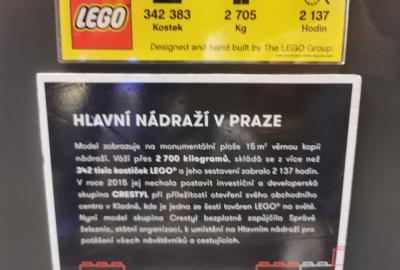 LEGO
342 383 2 705 2 137
Kostek Kg Hodin
Designed and hand built by The LEGO Group.
HLAVNÍ NÁDRAŽÍ V PRAZE
Model zobrazuje na monumentální ploše 15 m² věrnou kopii
nádraží. Váží přes 2 700 kilogramů, skládá se z více než
342 tisíc kostiček LEGO® a jeho sestavení zabralo 2 137 hodin.
V roce 2015 jej nechala postavit investiční a developerská
skupina CRESTYL při příležitosti otevření svého obchodního
centra v Kladně, kde je jedna ze šesti továren LEGO® na světě.
Nyní model skupina Crestyl bezplatně zapůjčila Správě
železnic, státní organizaci, k umístění na Hlavním nádraží pro
potěšení všech návštěvníků a cestujících.